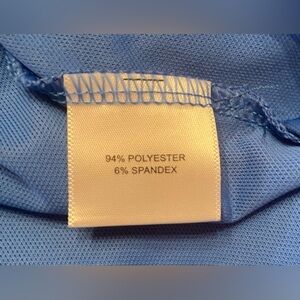 94% POLYESTER
6% SPANDEX